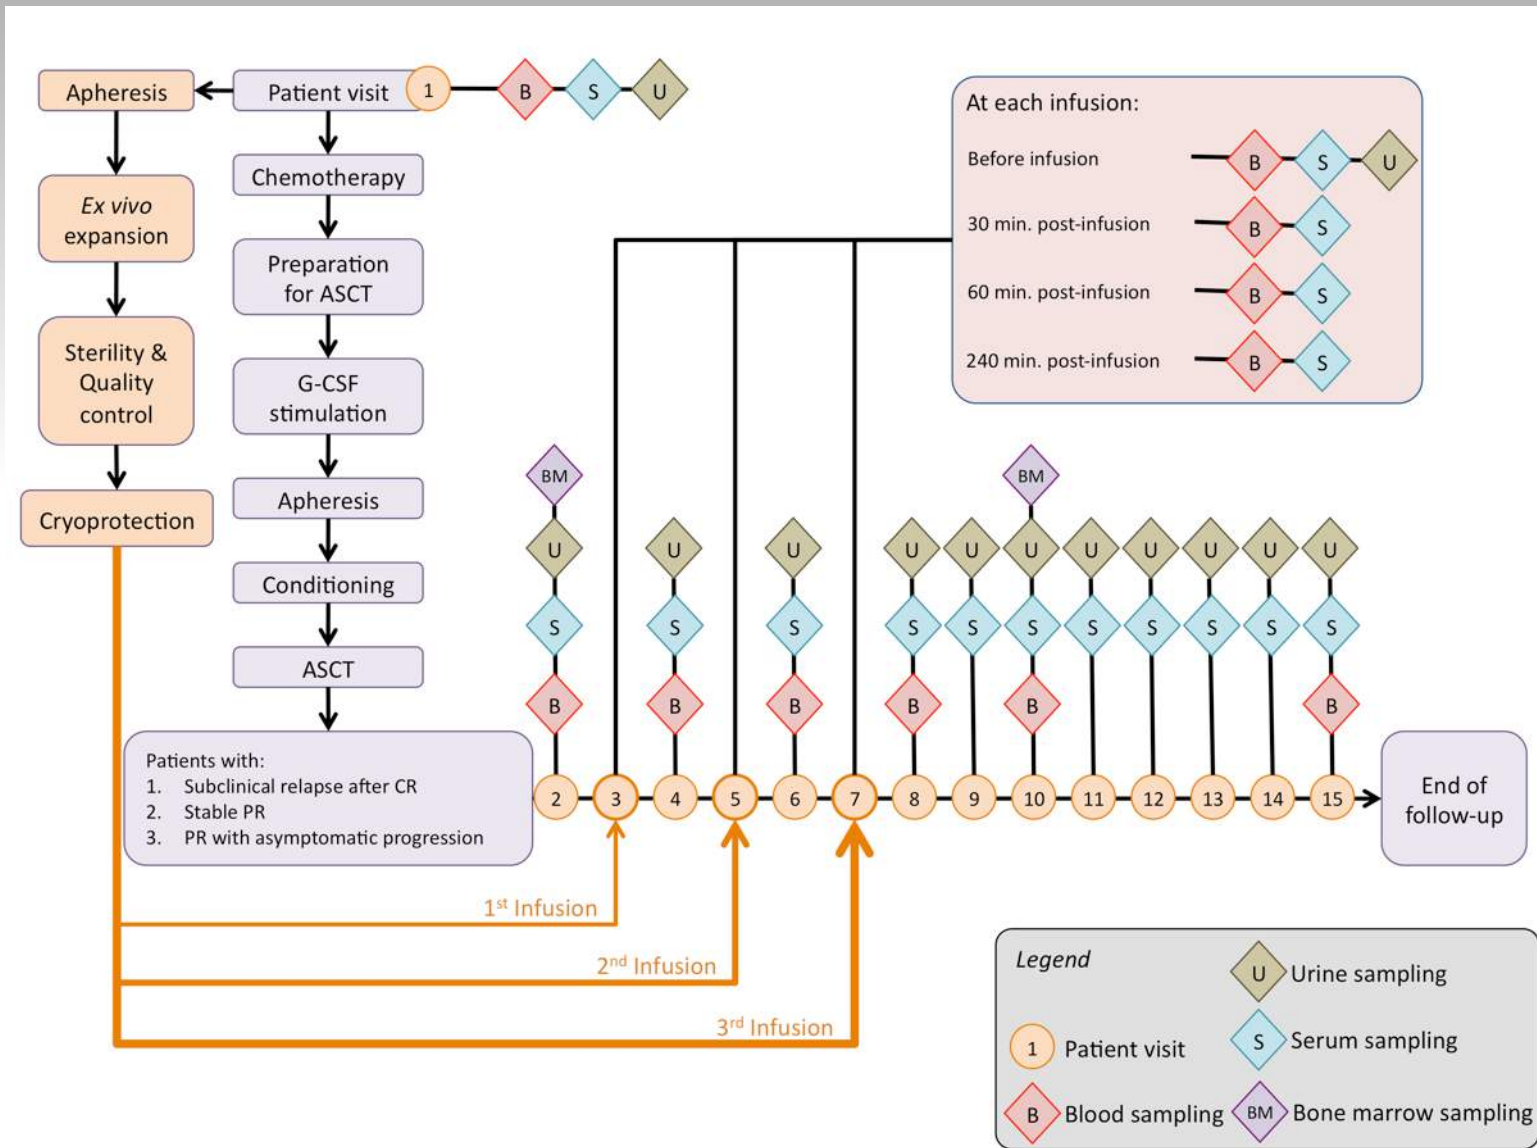 Apheresis
Patient visit
1
B
S
U
Ex vivo
expansion
Sterility &
Quality
control
Cryoprotection
Chemotherapy
Preparation
for ASCT
G-CSF
stimulation
Apheresis
Conditioning
ASCT
Patients with:
1. Subclinical relapse after CR
2. Stable PR
3. PR with asymptomatic progression
At each infusion:
Before infusion B S U
30 min. post-infusion B S
60 min. post-infusion B S
240 min. post-infusion B S
BM BM
U U U U U U U U U U U
S S S S S S S S S S S
B B B B B B
2 3 4 5 6 7 8 9 10 11 12 13 14 15
End of
follow-up
1st Infusion
2nd Infusion
3rd Infusion
Legend
U Urine sampling
1 Patient visit
S Serum sampling
B Blood sampling
BM Bone marrow sampling